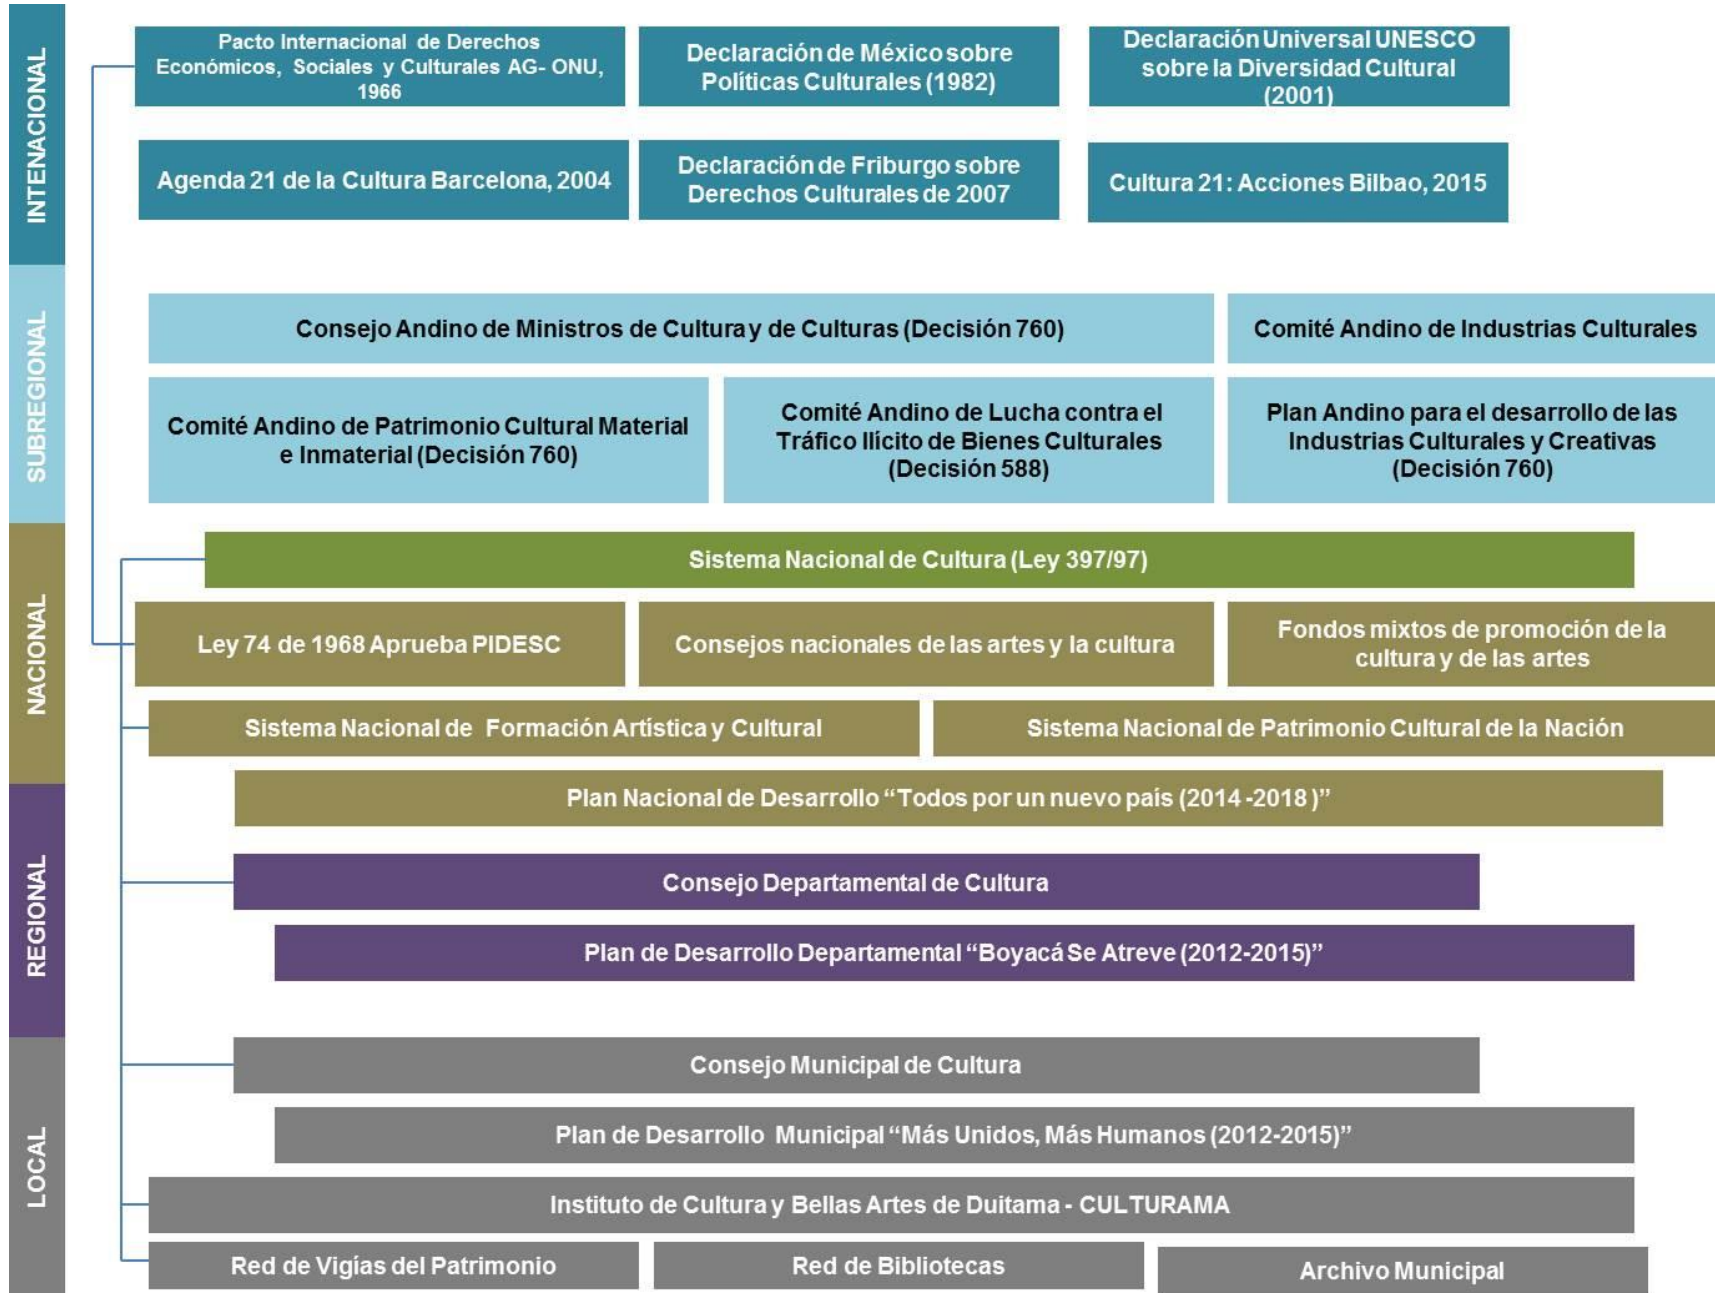 INTENACIONAL
Pacto Internacional de Derechos
Económicos, Sociales y Culturales AG- ONU,
1966
Declaración de México sobre
Políticas Culturales (1982)
Declaración Universal UNESCO
sobre la Diversidad Cultural
(2001)
Agenda 21 de la Cultura Barcelona, 2004
Declaración de Friburgo sobre
Derechos Culturales de 2007
Cultura 21: Acciones Bilbao, 2015
SUBREGIONAL
Consejo Andino de Ministros de Cultura y de Culturas (Decisión 760)
Comité Andino de Industrias Culturales
Comité Andino de Patrimonio Cultural Material
e Inmaterial (Decisión 760)
Comité Andino de Lucha contra el
Tráfico Ilícito de Bienes Culturales
(Decisión 588)
Plan Andino para el desarrollo de las
Industrias Culturales y Creativas
(Decisión 760)
NACIONAL
Sistema Nacional de Cultura (Ley 397/97)
Ley 74 de 1968 Aprueba PIDESC
Consejos nacionales de las artes y la cultura
Fondos mixtos de promoción de la
cultura y de las artes
Sistema Nacional de Formación Artística y Cultural
Sistema Nacional de Patrimonio Cultural de la Nación
Plan Nacional de Desarrollo “Todos por un nuevo país (2014 -2018 )”
REGIONAL
Consejo Departamental de Cultura
Plan de Desarrollo Departamental “Boyacá Se Atreve (2012-2015)”
LOCAL
Consejo Municipal de Cultura
Plan de Desarrollo Municipal “Más Unidos, Más Humanos (2012-2015)”
Instituto de Cultura y Bellas Artes de Duitama - CULTURAMA
Red de Vigías del Patrimonio
Red de Bibliotecas
Archivo Municipal